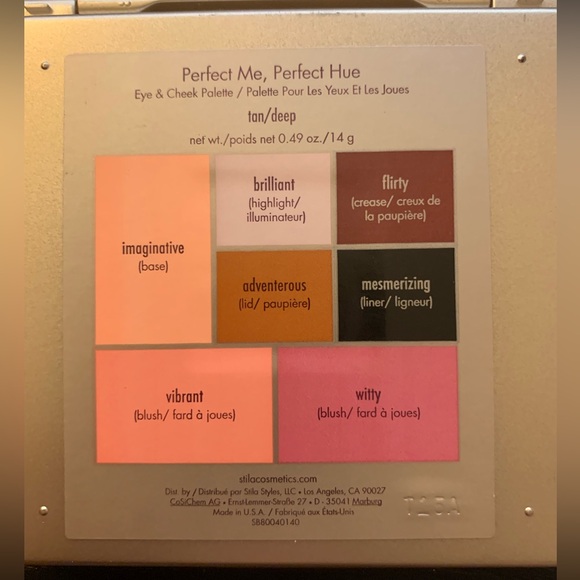 Perfect Me, Perfect Hue
Eye & Cheek Palette / Palette Pour Les Yeux Et Les Joues
tan/deep
net wt./poids net 0.49 oz./14 g
brilliant
(highlight/
illuminateur)
flirty
(crease/ creux de
la paupière)
imaginative
(base)
adventerous
(lid/ paupière)
mesmerizing
(liner/ ligneur)
vibrant
(blush/ fard à joues)
witty
(blush/ fard à joues)
stilacosmetics.com
Dist. by / Distribué par Stila Styles, LLC • Los Angeles, CA 90027
CoSiChem AG • Ernst-Lemmer-Straße 27 • D - 35041 Marburg
Made in U.S.A. / Fabriqué aux États-Unis
SB80040140